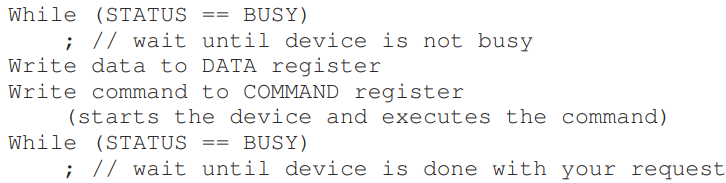 While (STATUS == BUSY)
    ; // wait until device is not busy
Write data to DATA register
Write command to COMMAND register
    (starts the device and executes the command)
While (STATUS == BUSY)
    ; // wait until device is done with your request